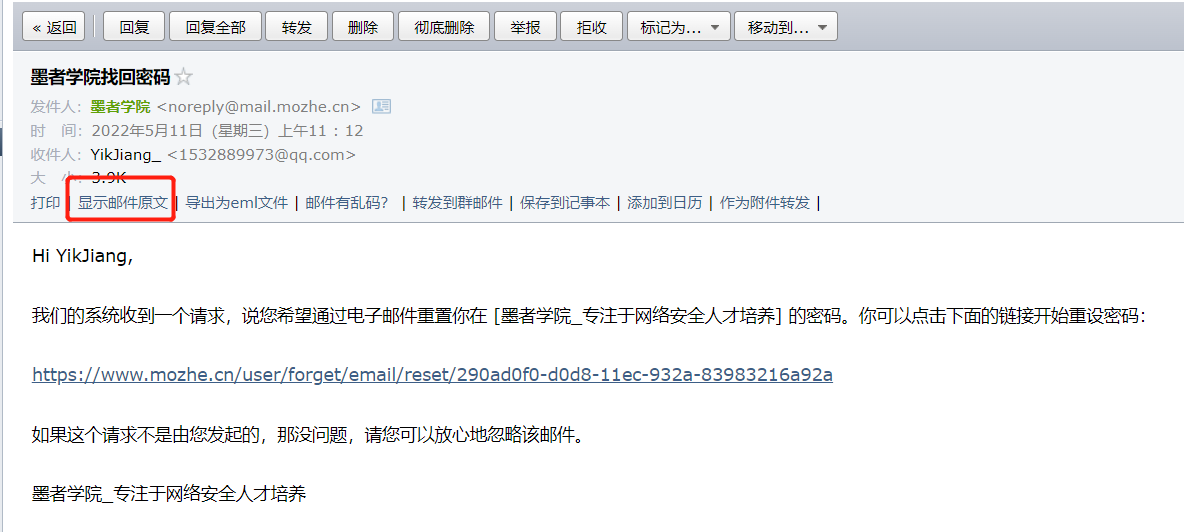 « 返回 回复 回复全部 转发 删除 彻底删除 举报 拒收 标记为... 移动到...
墨者学院找回密码
发件人：墨者学院 <noreply@mail.mozhe.cn>
时 间：2022年5月11日（星期三）上午11：12
收件人：YikJiang_ <1532889973@qq.com>
大 小：3.9K
打印 | 显示邮件原文 | 导出为eml文件 | 邮件有乱码? | 转发到群邮件 | 保存到记事本 | 添加到日历 | 作为附件转发 |
Hi YikJiang,
我们的系统收到一个请求，说您希望通过电子邮件重置你在 [墨者学院_专注于网络安全人才培养] 的密码。你可以点击下面的链接开始重设密码：
https://www.mozhe.cn/user/forget/email/reset/290ad0f0-d0d8-11ec-932a-83983216a92a
如果这个请求不是由您发起的，那没问题，请您可以放心地忽略该邮件。
墨者学院_专注于网络安全人才培养